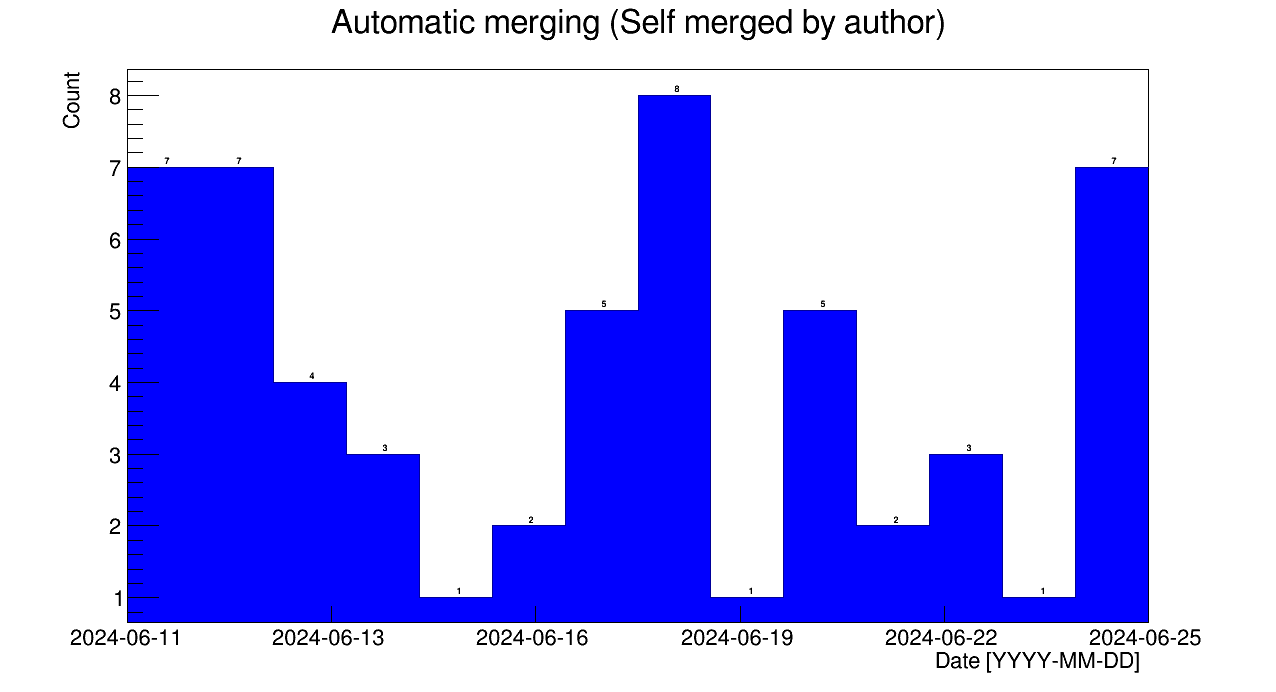 Automatic merging (Self merged by author)
Count
8
7
6
5
4
3
2
1
7 7 4 3 1 2 5 8 1 5 2 3 1 7
2024-06-11 2024-06-13 2024-06-16 2024-06-19 2024-06-22 2024-06-25
Date [YYYY-MM-DD]